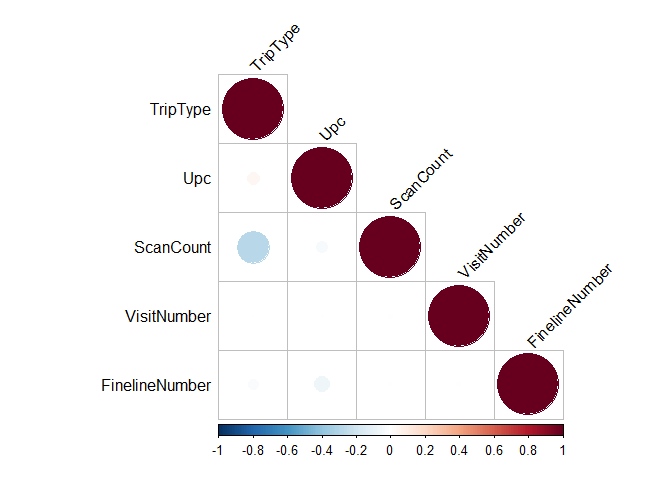 TripType
TripType
Upc
Upc
ScanCount
ScanCount
VisitNumber
VisitNumber
FinelineNumber
FinelineNumber
-1 -0.8 -0.6 -0.4 -0.2 0 0.2 0.4 0.6 0.8 1